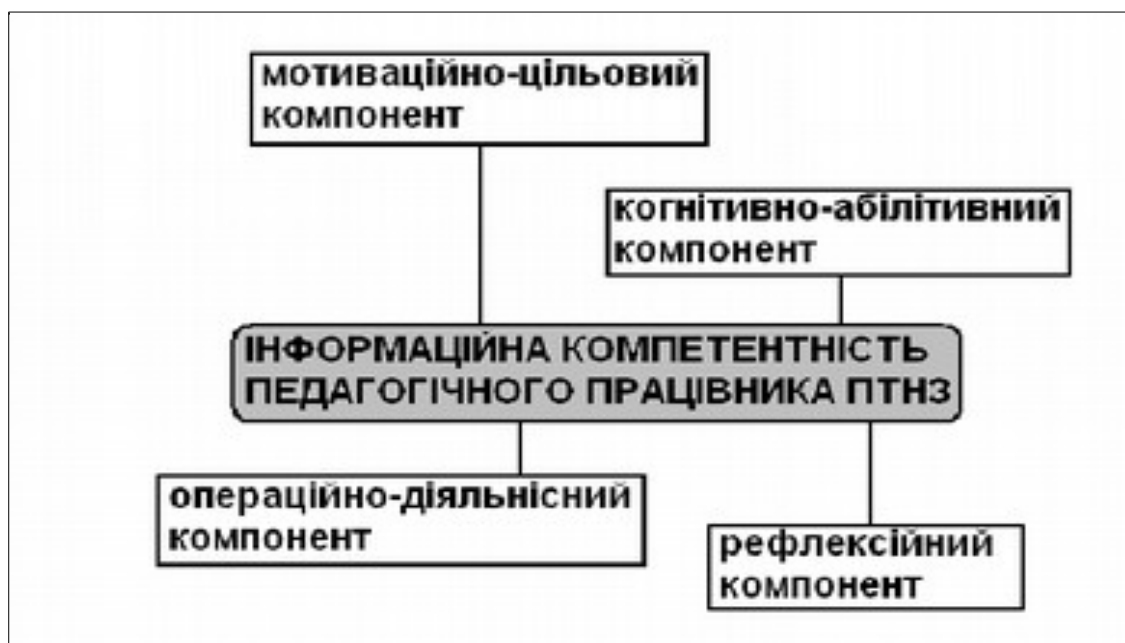 мотиваційно-цільовий
компонент
когнітивно-абілітивний
компонент
ІНФОРМАЦІЙНА КОМПЕТЕНТНІСТЬ
ПЕДАГОГІЧНОГО ПРАЦІВНИКА ПТНЗ
операційно-діяльнісний
компонент
рефлексійний
компонент